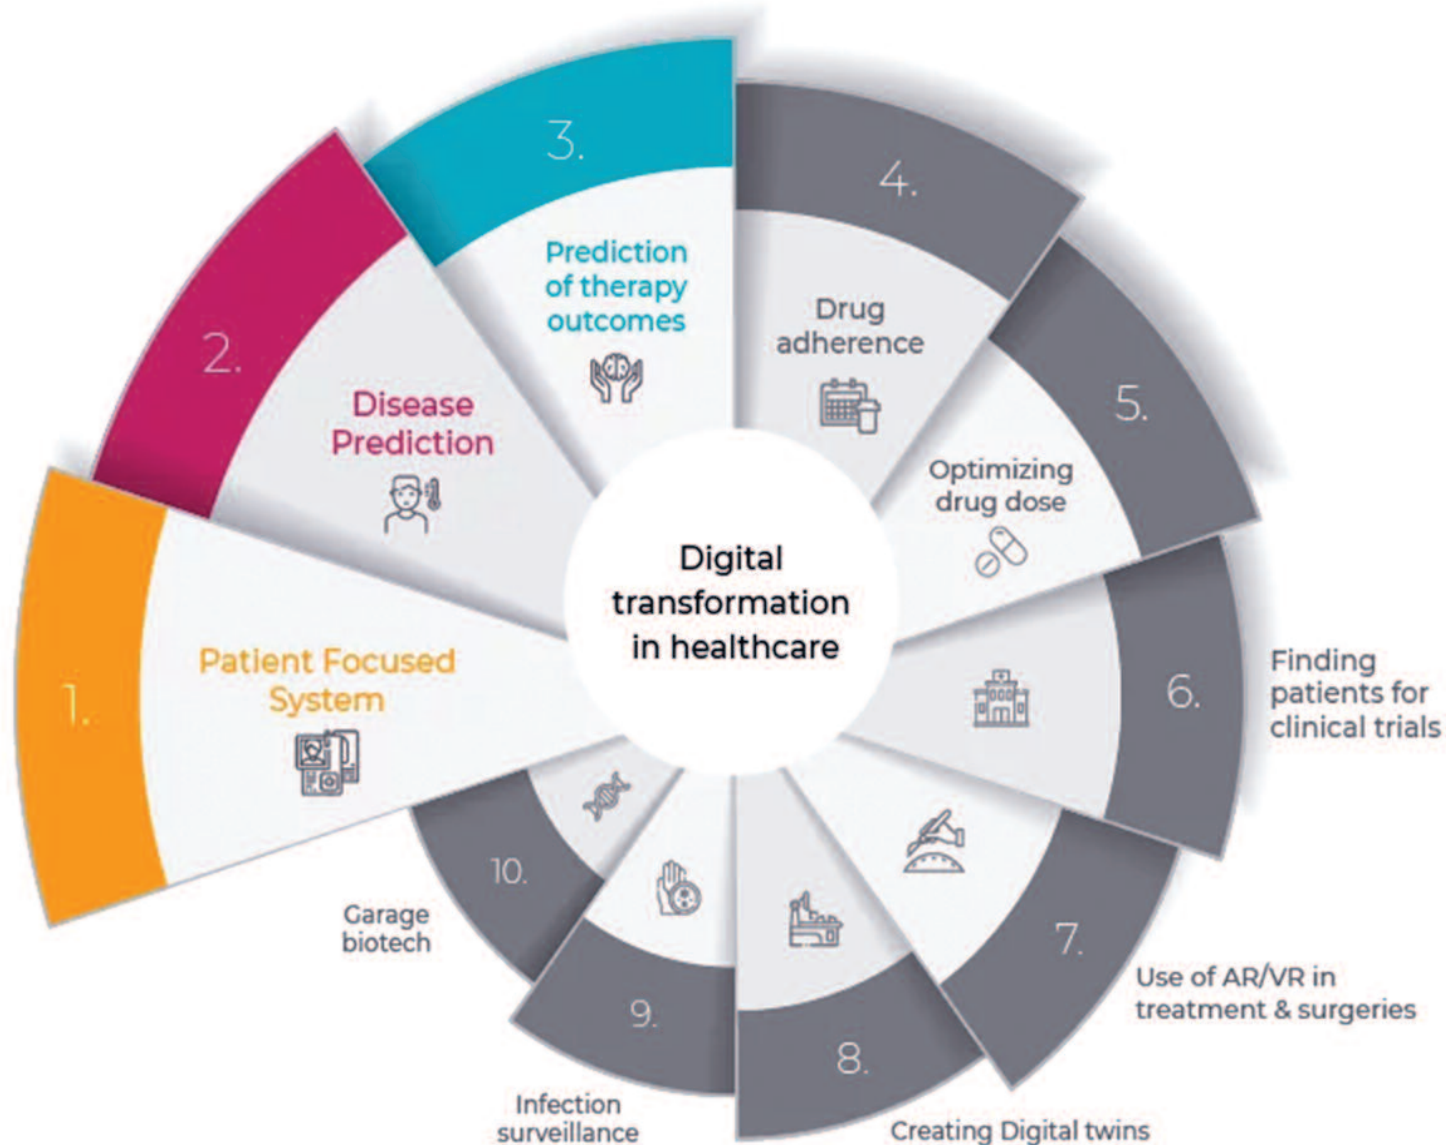 3.
4.
Prediction
of therapy
outcomes
Drug
adherence
2.
5.
Disease
Prediction
Optimizing
drug dose
Digital
transformation
in healthcare
1.
Patient Focused
System
6.
Finding
patients for
clinical trials
10.
Garage
biotech
7.
Use of AR/VR in
treatment & surgeries
9.
8.
Infection
surveillance
Creating Digital twins